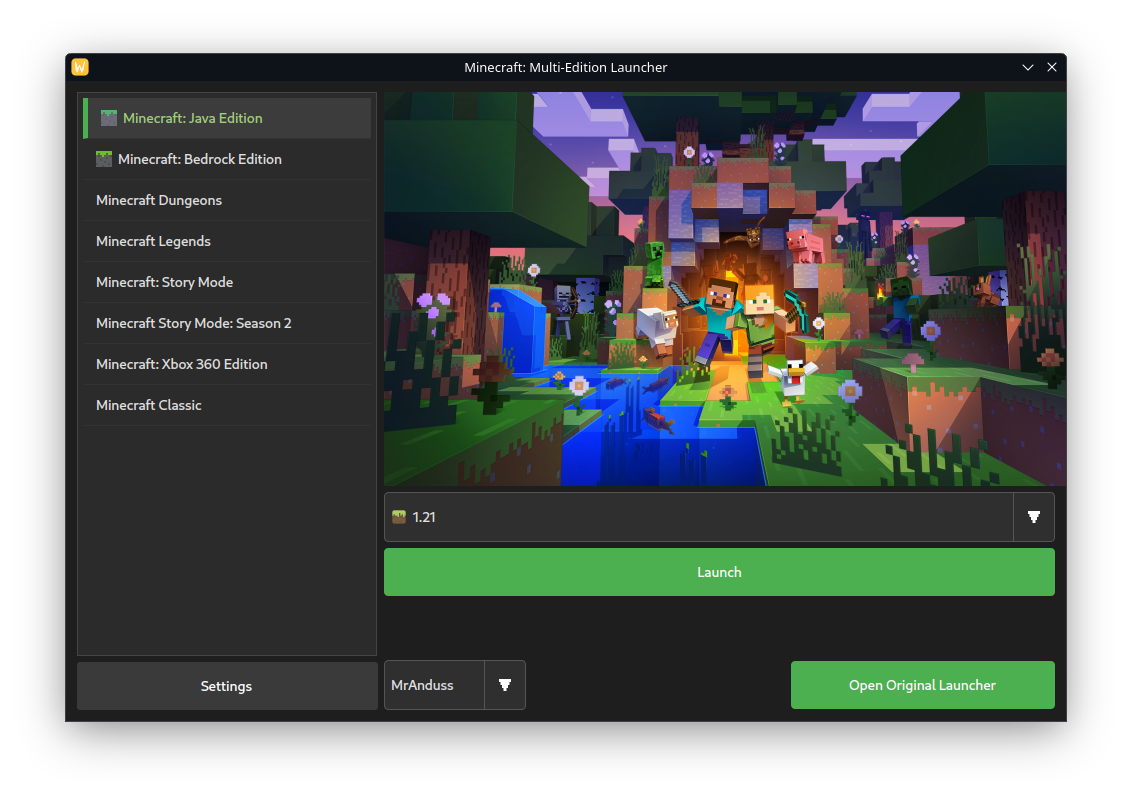 W
Minecraft: Multi-Edition Launcher
Minecraft: Java Edition
Minecraft: Bedrock Edition
Minecraft Dungeons
Minecraft Legends
Minecraft: Story Mode
Minecraft Story Mode: Season 2
Minecraft: Xbox 360 Edition
Minecraft Classic
1.21
Launch
Settings
MrAnduss
Open Original Launcher